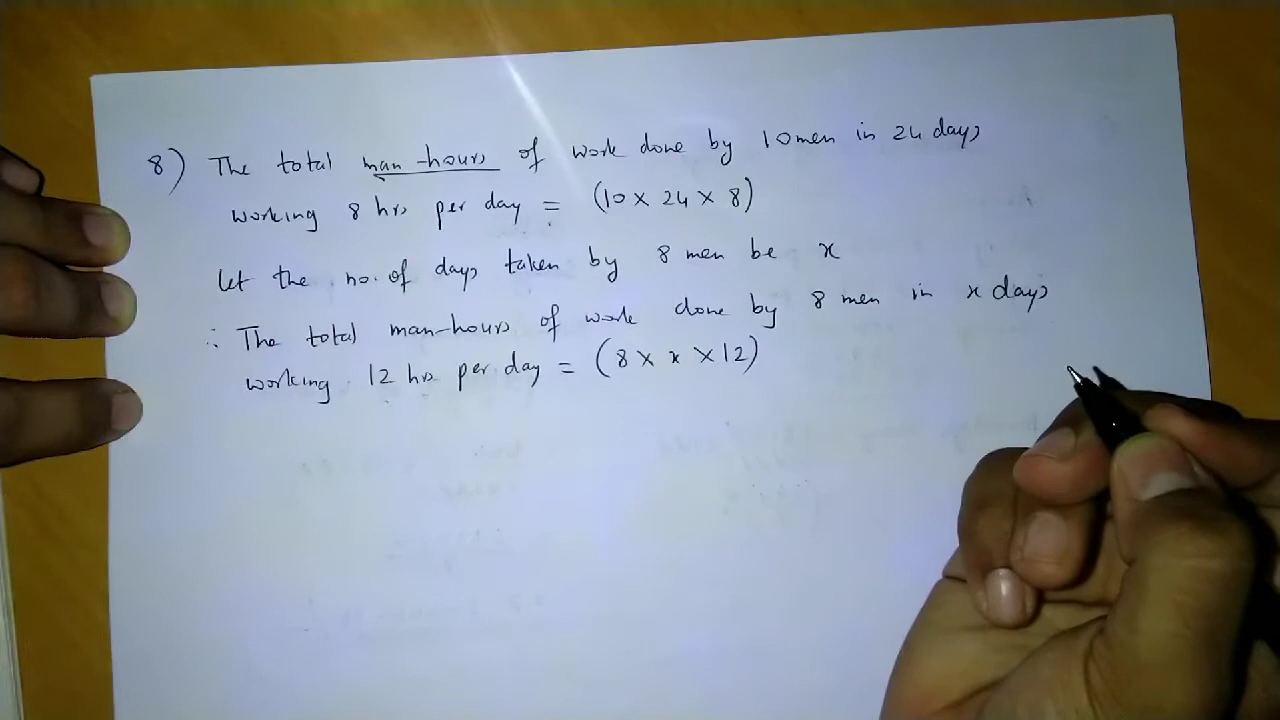 8) The total man-hours of work done by 10 men in 24 days
working 8 hrs per day = (10 × 24 × 8)
Let the no. of days taken by 8 men be x
∴ The total man-hours of work done by 8 men in x days
working 12 hrs per day = (8 × x × 12)